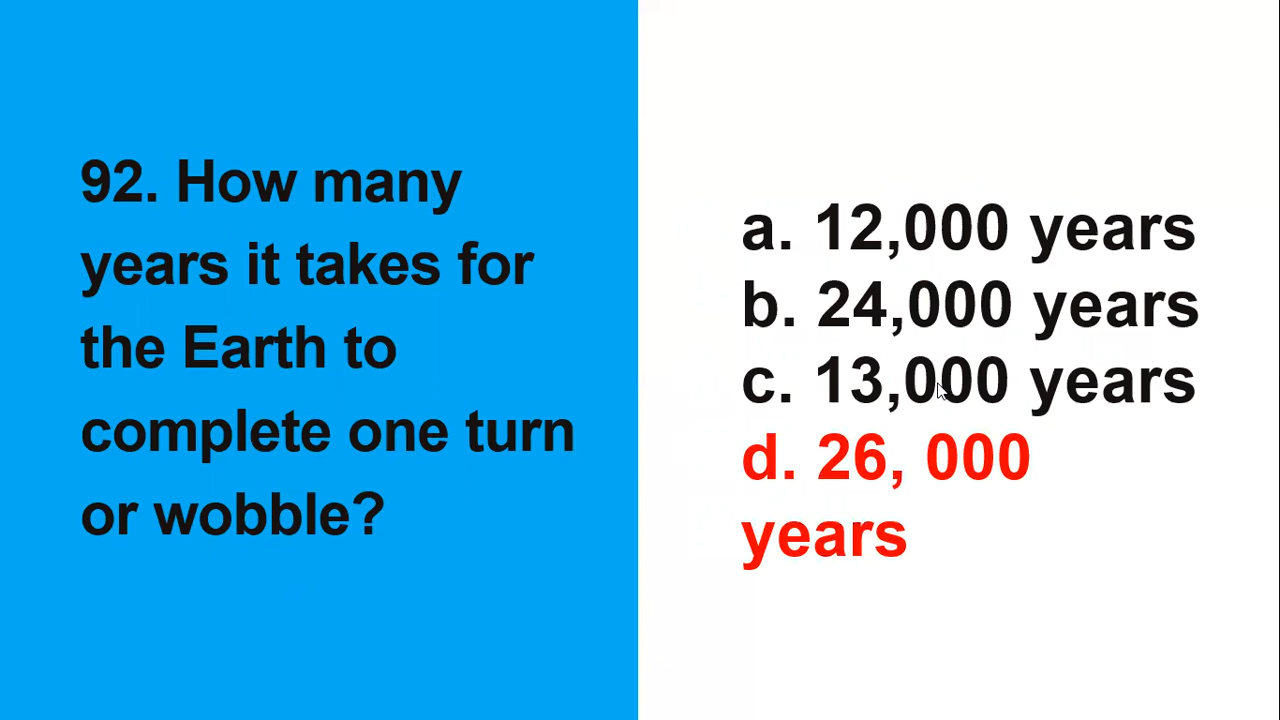 92. How many
years it takes for
the Earth to
complete one turn
or wobble?
a. 12,000 years
b. 24,000 years
c. 13,000 years
d. 26, 000
years